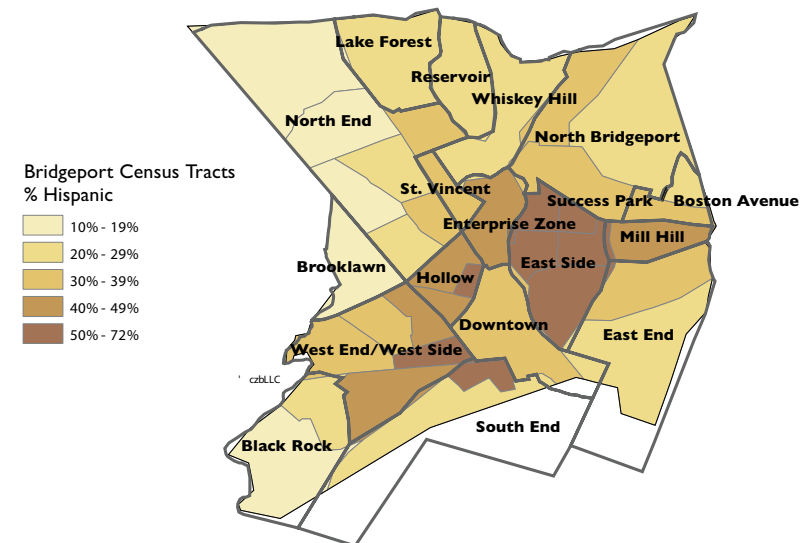 Lake Forest
Reservoir
Whiskey Hill
North End
North Bridgeport
Bridgeport Census Tracts
% Hispanic
10% - 19%
20% - 29%
30% - 39%
40% - 49%
50% - 72%
St. Vincent
Success Park
Boston Avenue
Enterprise Zone
Mill Hill
Brooklawn
Hollow
East Side
Downtown
East End
West End/West Side
czbLLC
South End
Black Rock